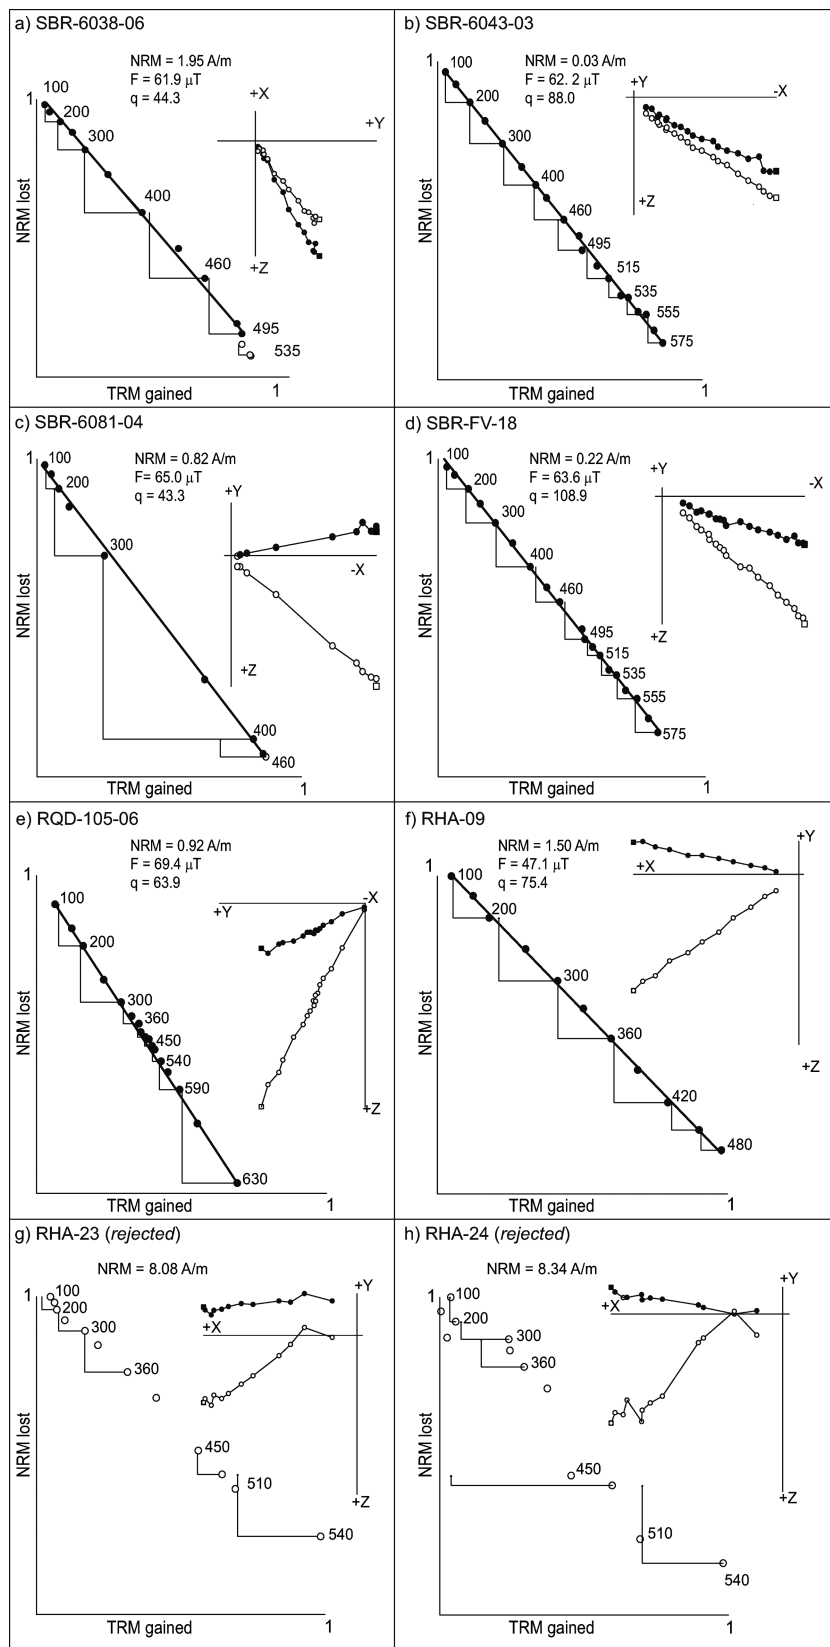 a) SBR-6038-06
NRM = 1.95 A/m
F = 61.9 µT
q = 44.3
1
100
200
300
400
460
495
535
+X
+Y
+Z
NRM lost
TRM gained
1
b) SBR-6043-03
NRM = 0.03 A/m
F = 62. 2 µT
q = 88.0
1
100
200
300
400
460
495
515
535
555
575
+Y
-X
+Z
NRM lost
TRM gained
1
c) SBR-6081-04
NRM = 0.82 A/m
F= 65.0 µT
q = 43.3
1
100
200
300
400
460
+Y
-X
+Z
NRM lost
TRM gained
1
d) SBR-FV-18
NRM = 0.22 A/m
F = 63.6 µT
q = 108.9
1
100
200
300
400
460
495
515
535
555
575
+Y
-X
+Z
NRM lost
TRM gained
1
e) RQD-105-06
NRM = 0.92 A/m
F = 69.4 µT
q = 63.9
1
100
200
300
360
450
540
590
630
+Y
-X
+Z
NRM lost
TRM gained
1
f) RHA-09
NRM = 1.50 A/m
F = 47.1 µT
q = 75.4
1
100
200
300
360
420
480
+Y
+X
+Z
NRM lost
TRM gained
1
g) RHA-23 (rejected)
NRM = 8.08 A/m
1
100
200
300
360
450
510
540
+Y
+X
+Z
NRM lost
TRM gained
1
h) RHA-24 (rejected)
NRM = 8.34 A/m
1
100
200
300
360
450
510
540
+Y
+X
+Z
NRM lost
TRM gained
1